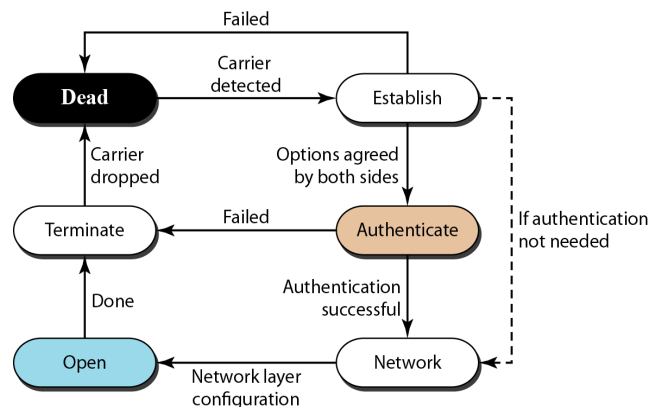 Failed
Carrier
detected
Dead
Establish
Carrier
dropped
Options agreed
by both sides
Failed
Terminate
Authenticate
If authentication
not needed
Done
Authentication
successful
Open
Network
Network layer
configuration